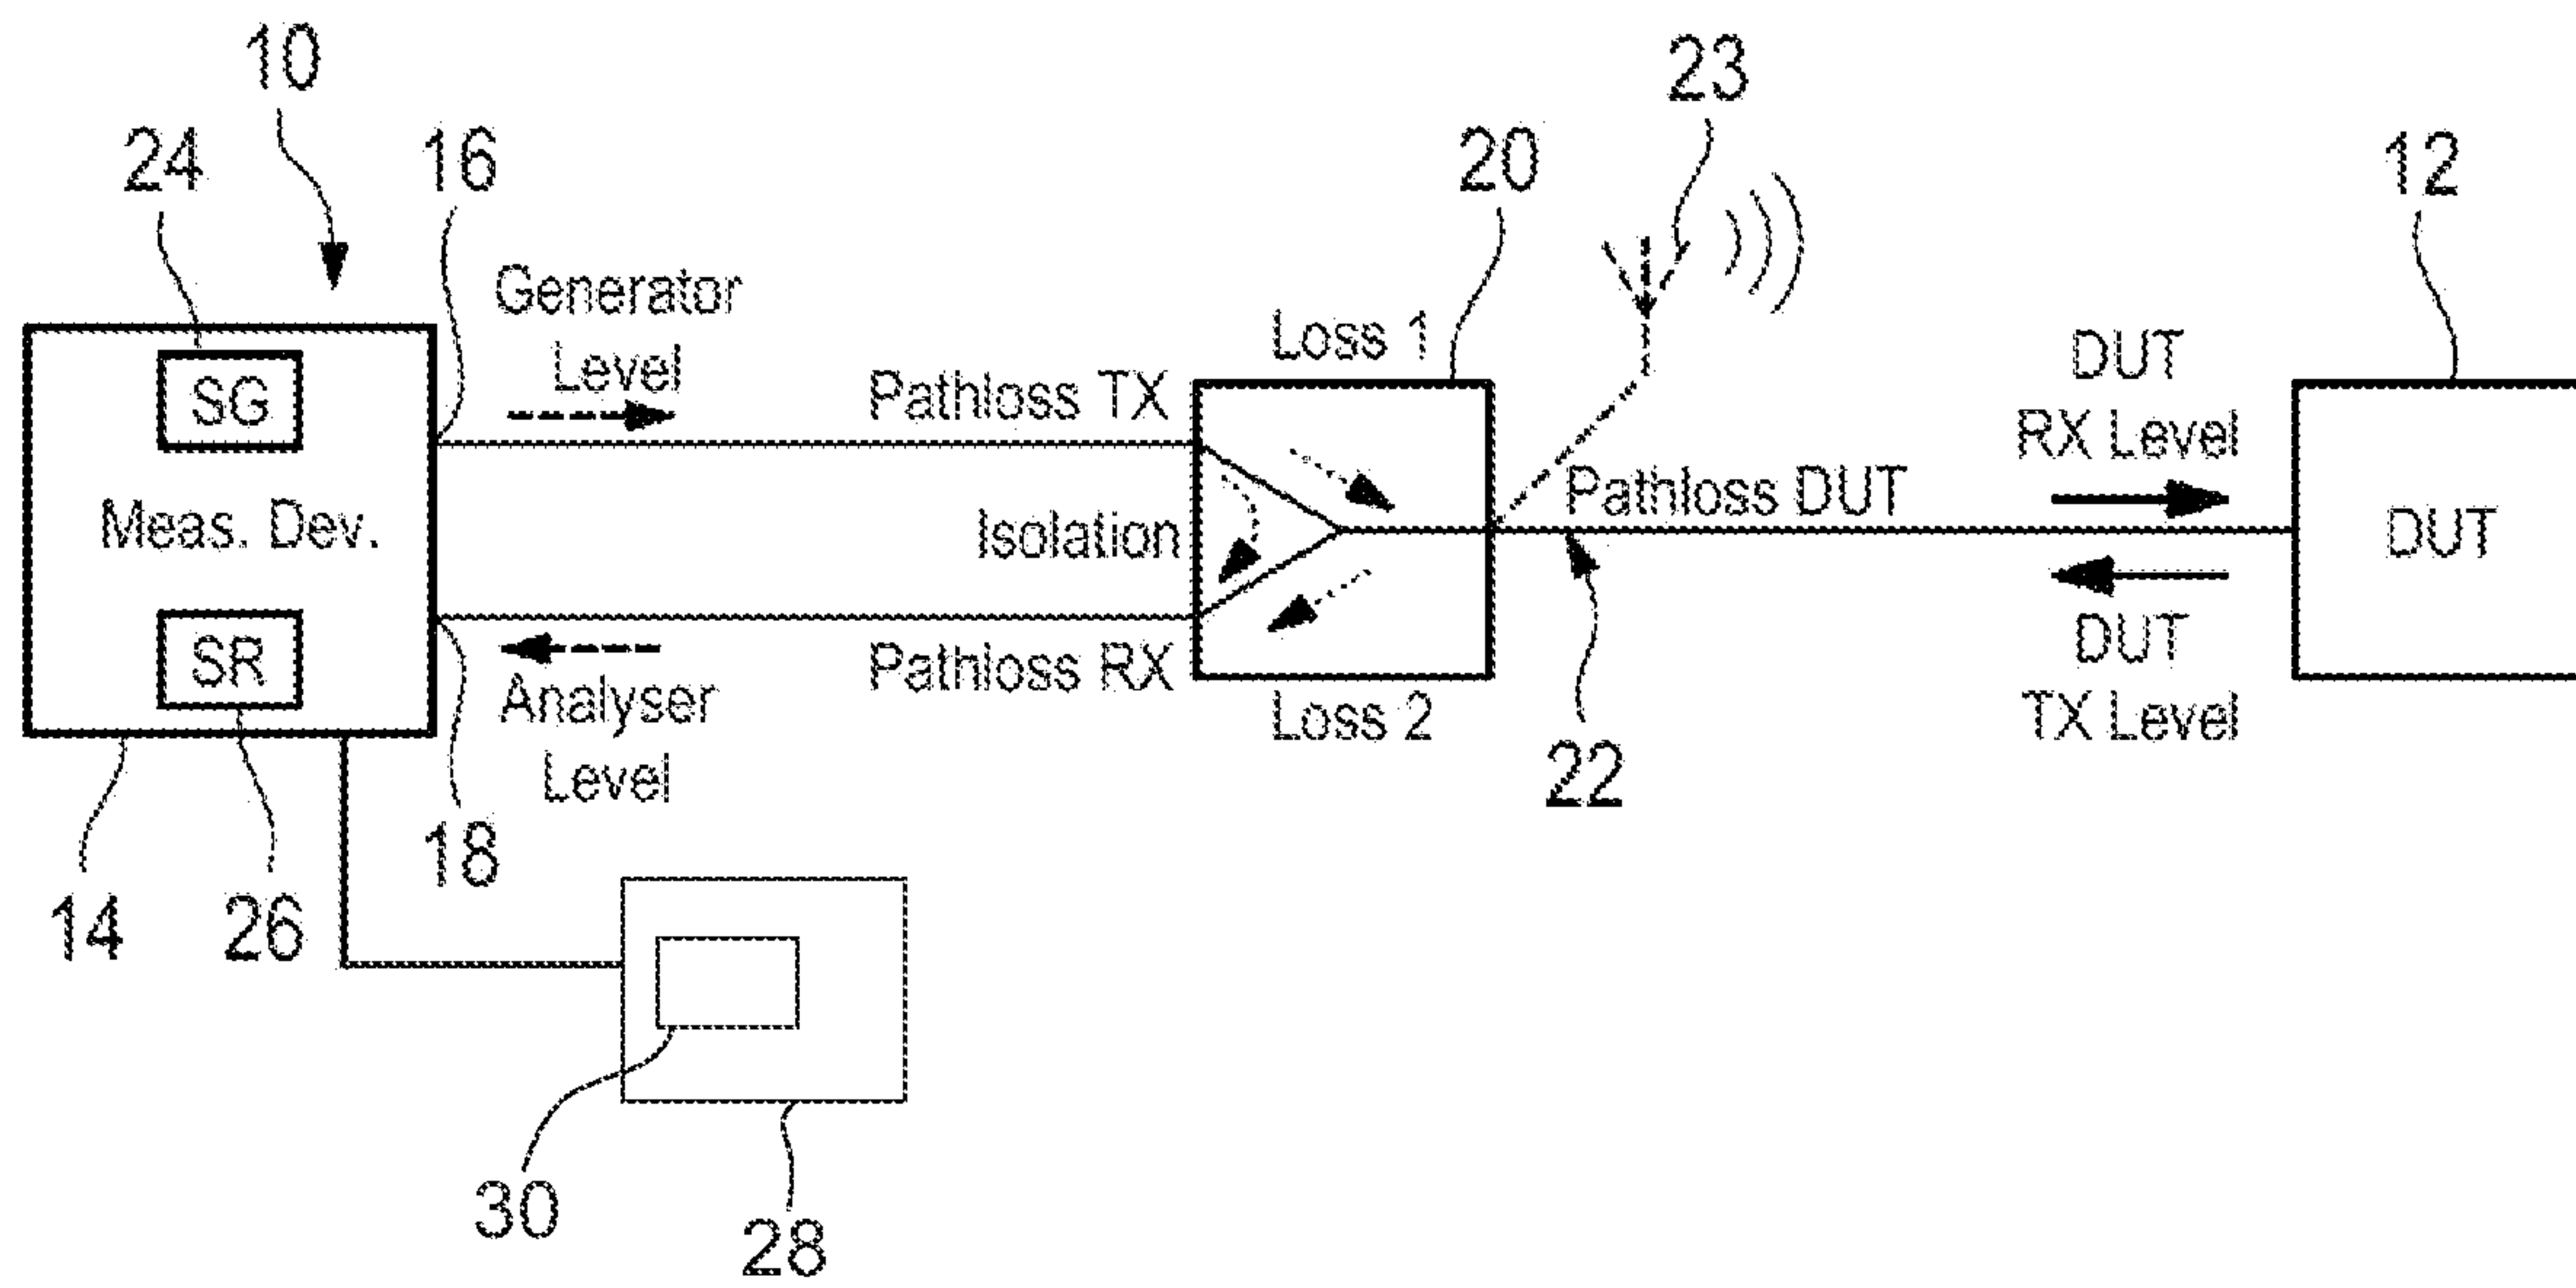 10
23
24
16
20
12
Generator
Level
Loss 1
DUT
RX Level
SG
Pathloss TX
Meas. Dev.
Isolation
Pathloss DUT
DUT
SR
Pathloss RX
Analyser
Level
Loss 2
DUT
TX Level
22
18
14
26
30
28